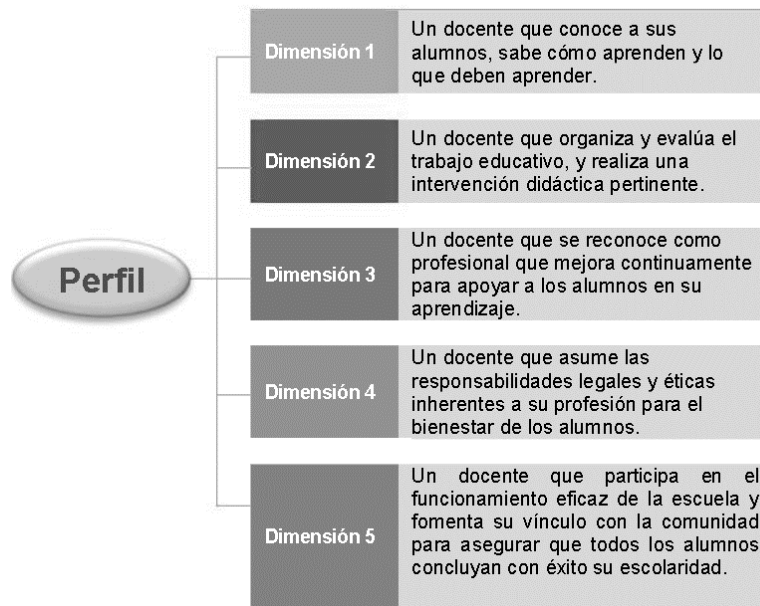 Perfil
Dimensión 1
Un docente que conoce a sus
alumnos, sabe cómo aprenden y lo
que deben aprender.
Dimensión 2
Un docente que organiza y evalúa el
trabajo educativo, y realiza una
intervención didáctica pertinente.
Dimensión 3
Un docente que se reconoce como
profesional que mejora continuamente
para apoyar a los alumnos en su
aprendizaje.
Dimensión 4
Un docente que asume las
responsabilidades legales y éticas
inherentes a su profesión para el
bienestar de los alumnos.
Dimensión 5
Un docente que participa en el
funcionamiento eficaz de la escuela y
fomenta su vínculo con la comunidad
para asegurar que todos los alumnos
concluyan con éxito su escolaridad.